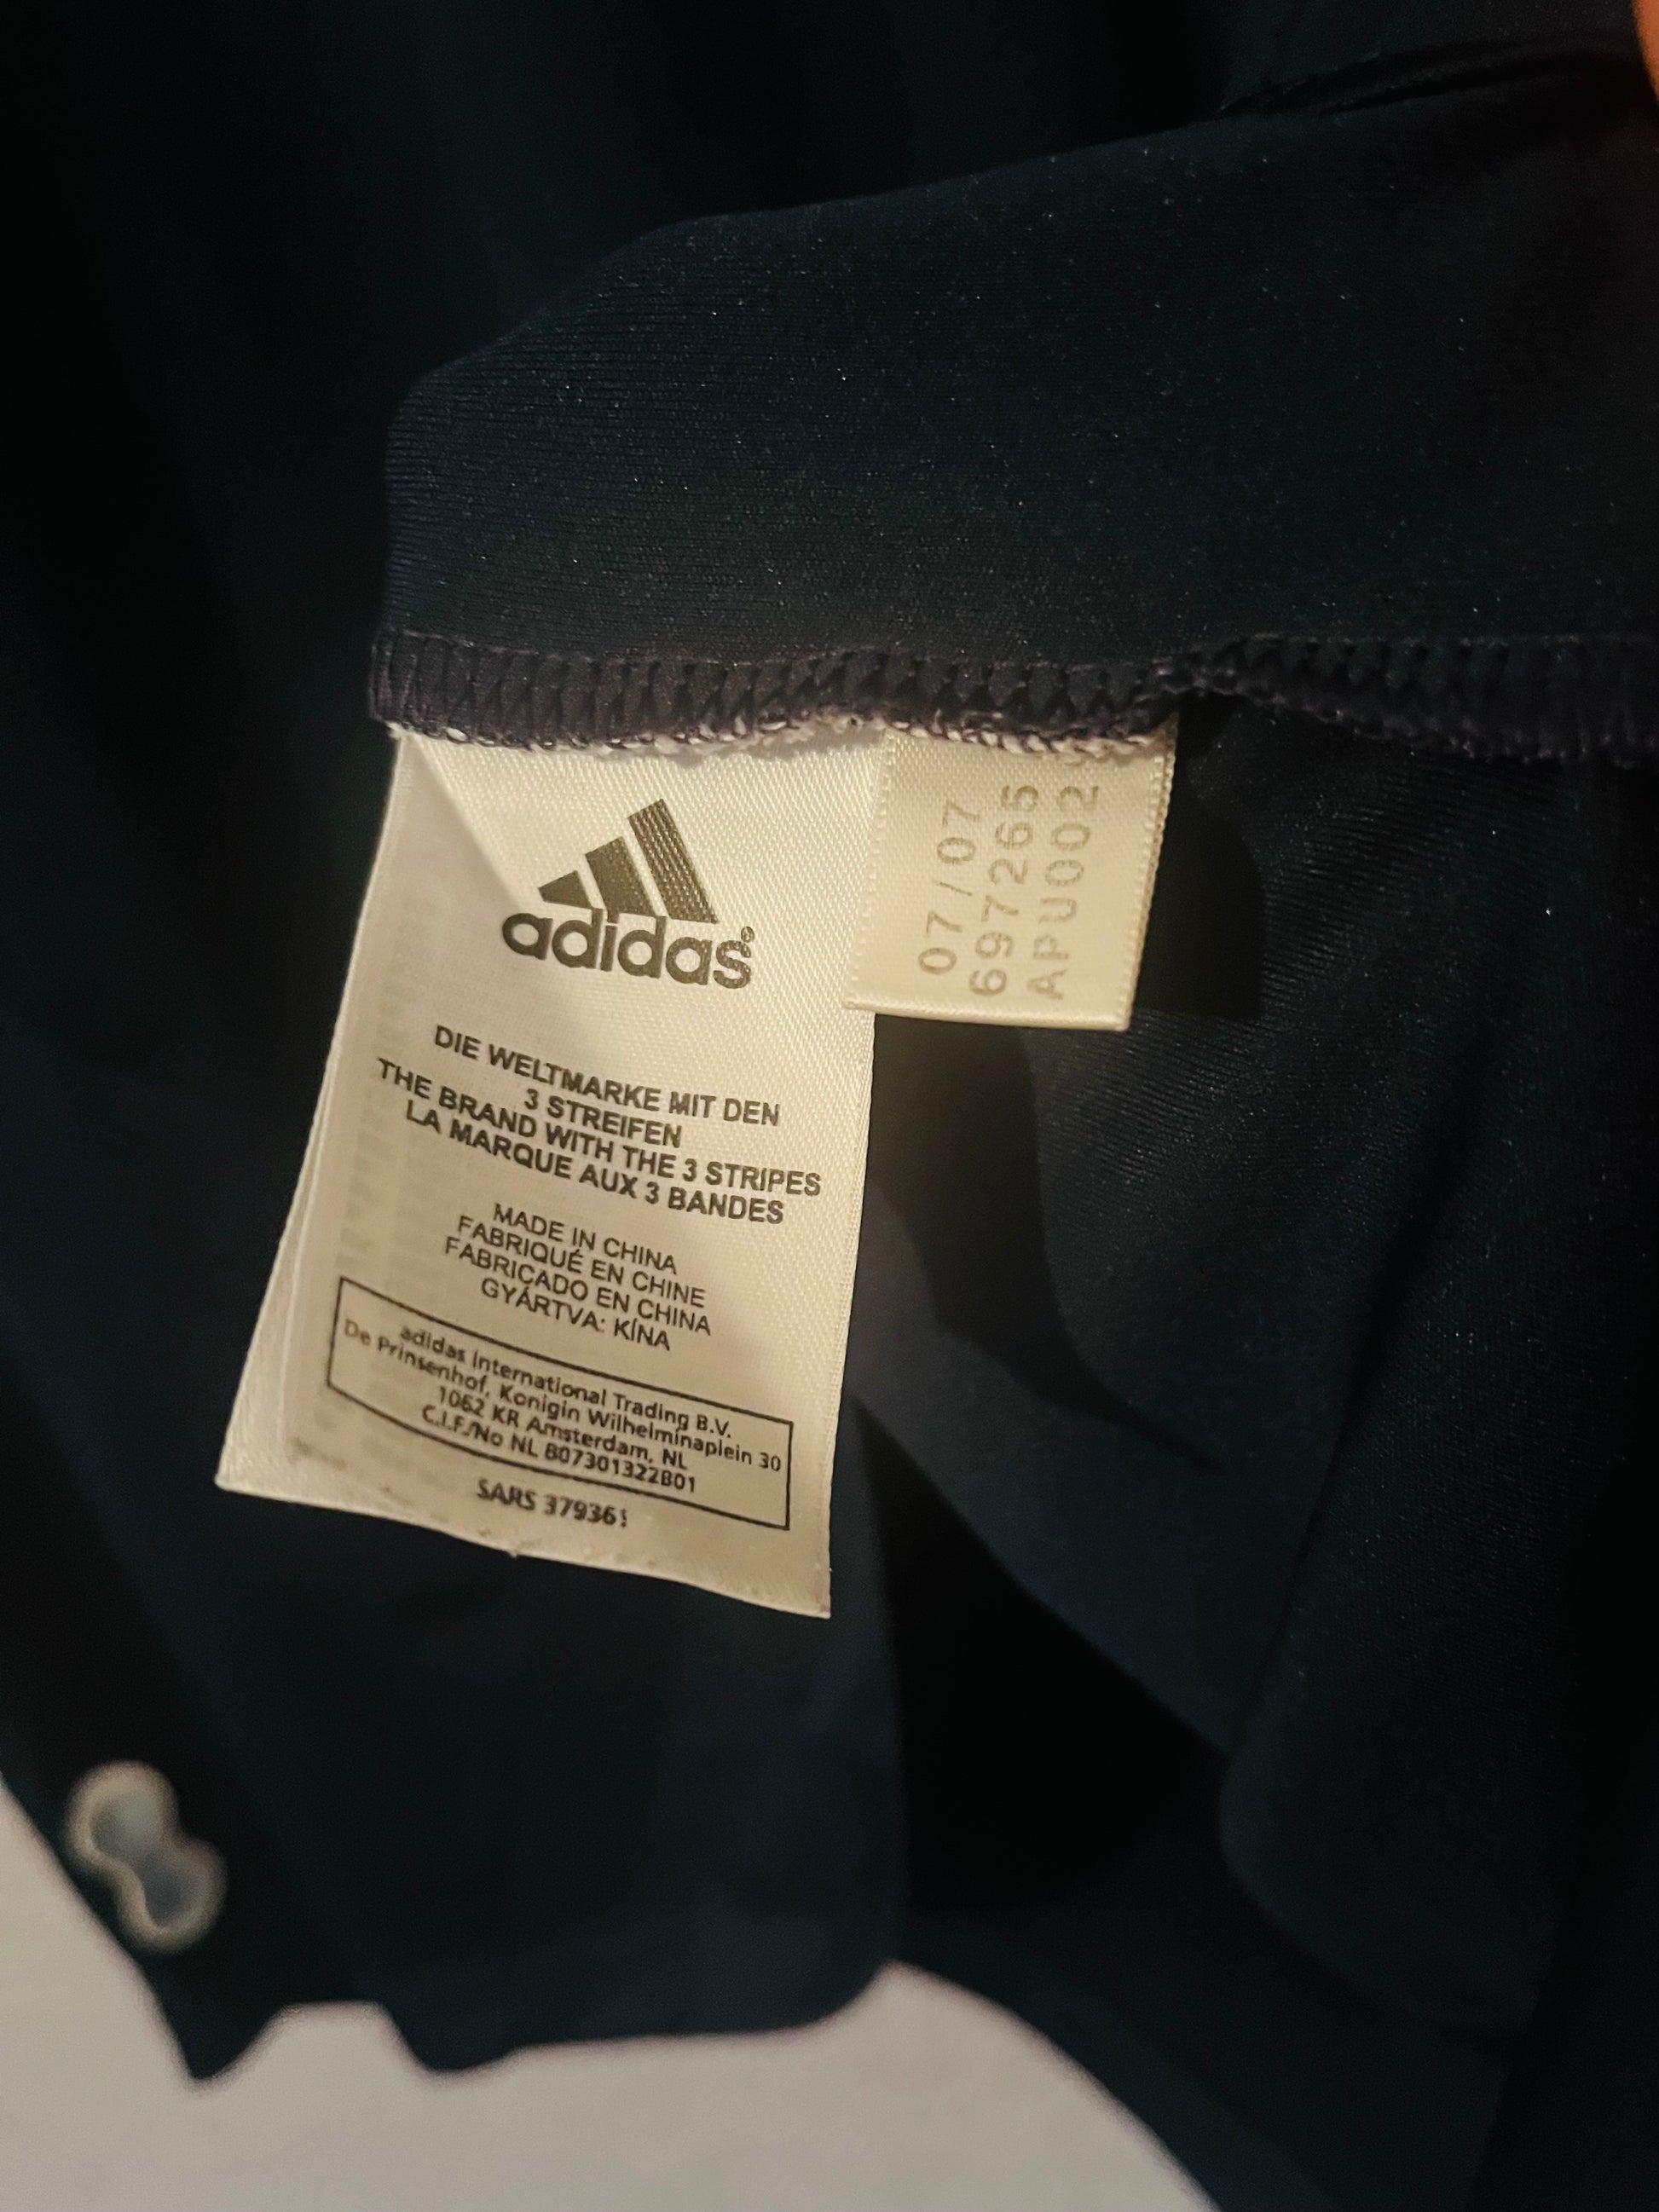 adidas®
DIE WELTMARKE MIT DEN
3 STREIFEN
THE BRAND WITH THE 3 STRIPES
LA MARQUE AUX 3 BANDES
MADE IN CHINA
FABRIQUÉ EN CHINE
FABRICADO EN CHINA
GYÁRTVA: KÍNA
adidas International Trading B.V.
De Prinsenhof, Konigin Wilhelminaplein 30
1062 KR Amsterdam, NL
C.I.F./No NL B07301322B01
SARS
07/07
697265
APU002